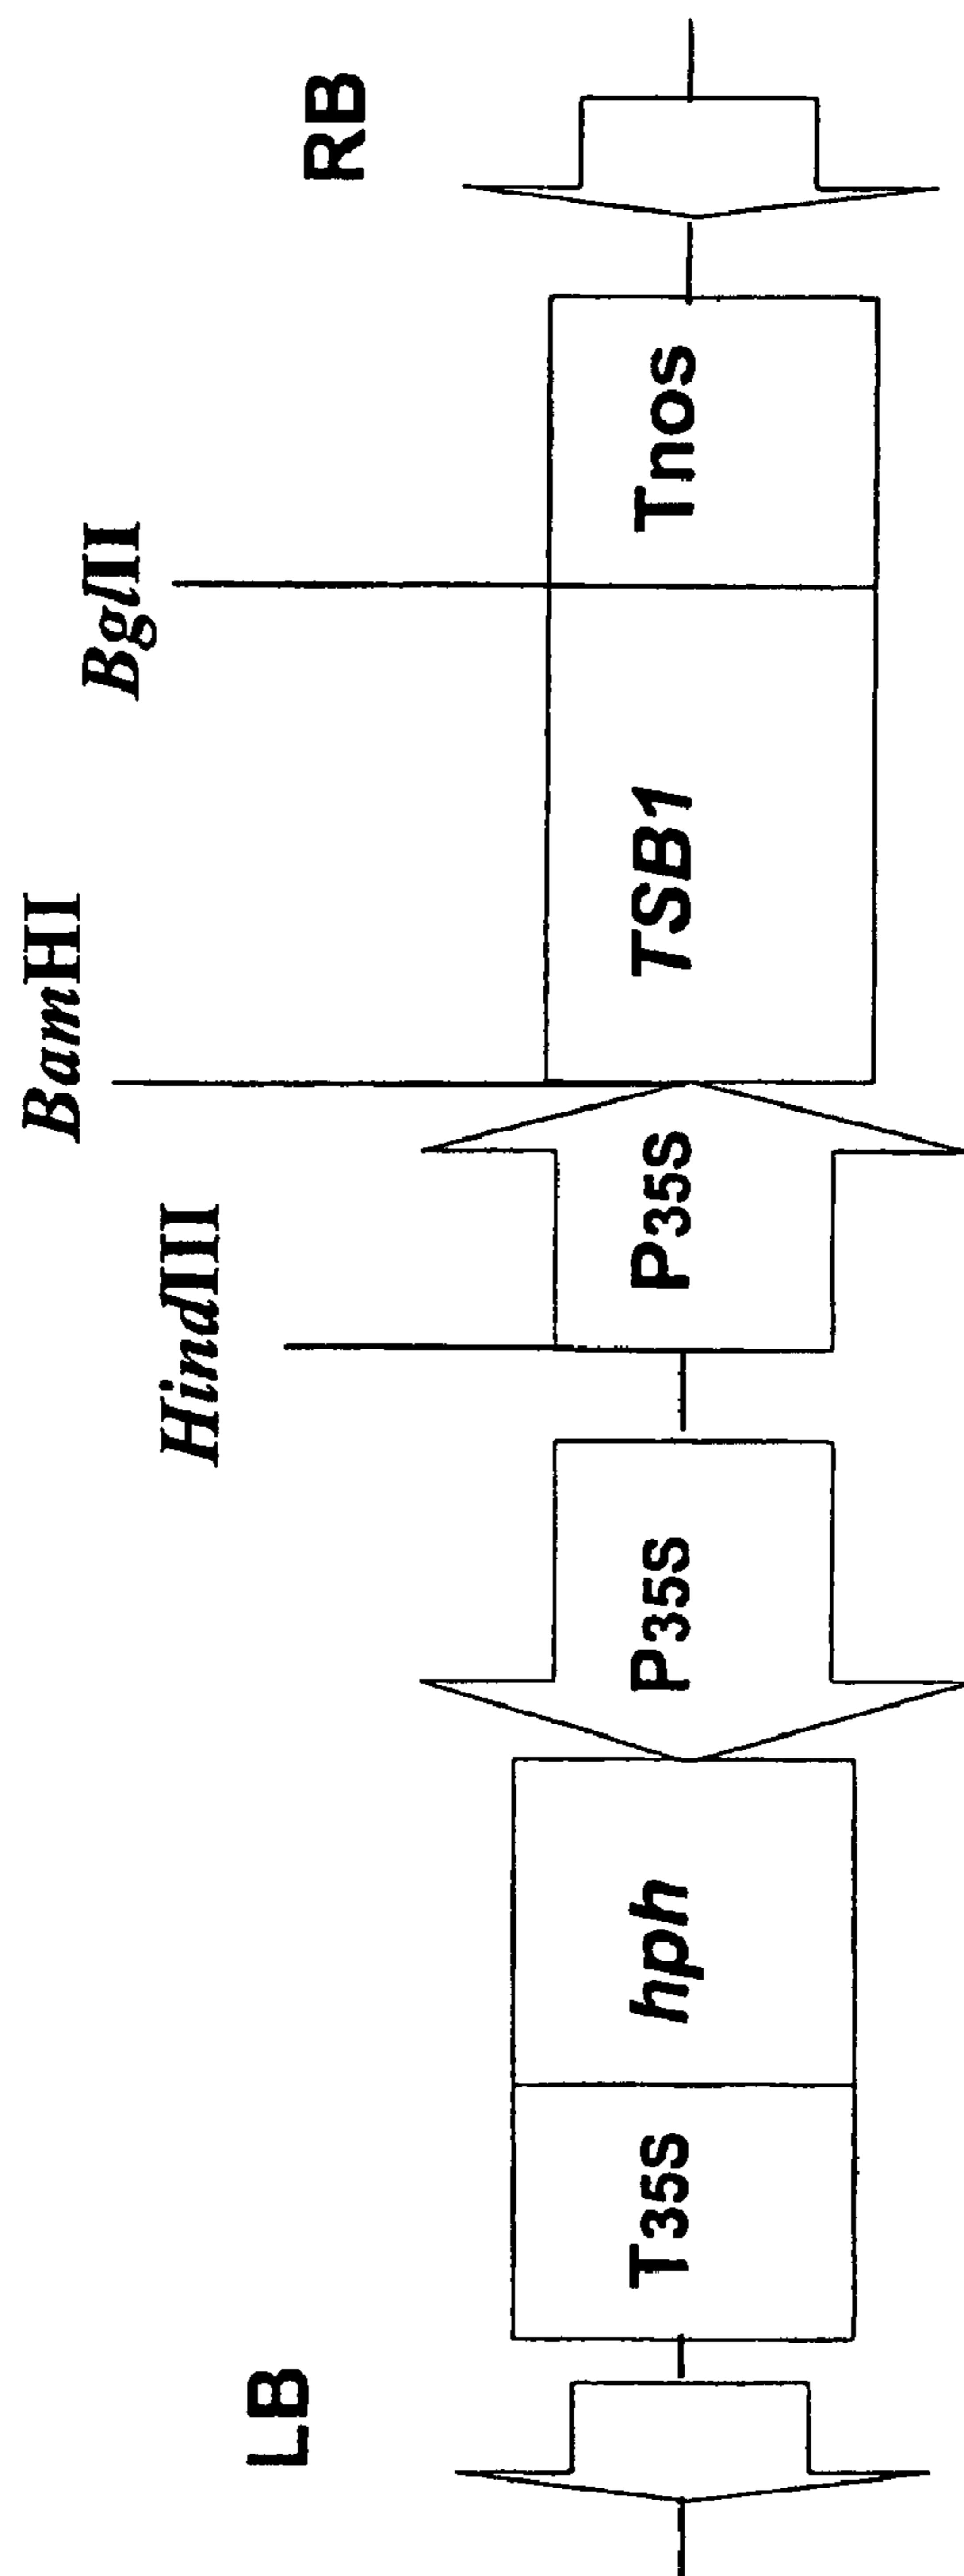 LB
T35S
hph
P35S
HindIII
P35S
BamHI
TSB1
BglII
Tnos
RB